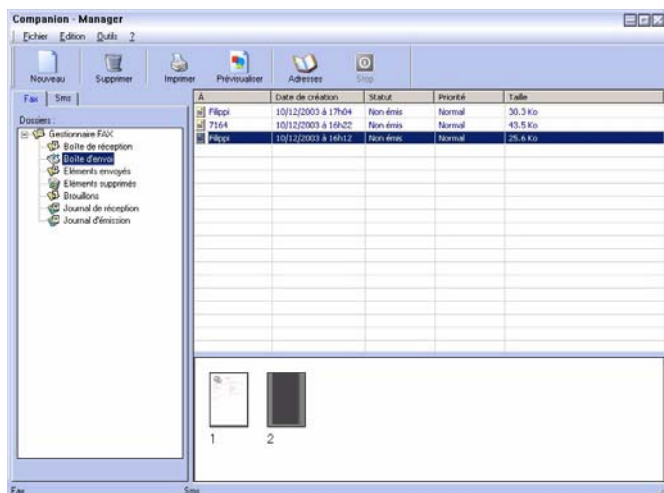 Companion - Manager
Fichier Edition Outils ?
Nouveau Supprimer Imprimer Prévisualiser Adresses Stop
Fax Sms
Dossiers :
Gestionnaire FAX
Boîte de réception
Boîte d'envoi
Eléments envoyés
Eléments supprimés
Brouillons
Journal de réception
Journal d'émission
A Date de création Statut Priorité Taille
Filippi 10/12/2003 à 17h04 Non émis Normal 30.3 Ko
7164 10/12/2003 à 16h22 Non émis Normal 43.5 Ko
Filippi 10/12/2003 à 16h12 Non émis Normal 25.6 Ko
1 2
Fax Sms